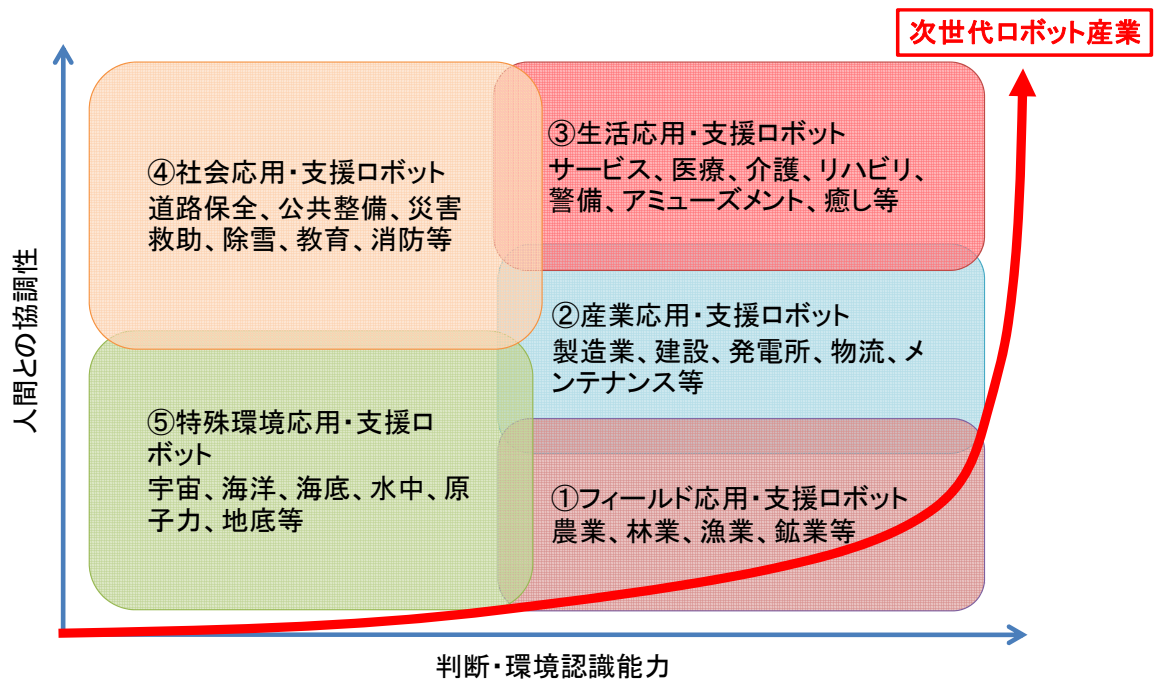 次世代ロボット産業
人間との協調性
④社会応用・支援ロボット
道路保全、公共整備、災害
救助、除雪、教育、消防等
③生活応用・支援ロボット
サービス、医療、介護、リハビリ、
警備、アミューズメント、癒し等
②産業応用・支援ロボット
製造業、建設、発電所、物流、メ
ンテナンス等
⑤特殊環境応用・支援ロ
ボット
宇宙、海洋、海底、水中、原
子力、地底等
①フィールド応用・支援ロボット
農業、林業、漁業、鉱業等
判断・環境認識能力